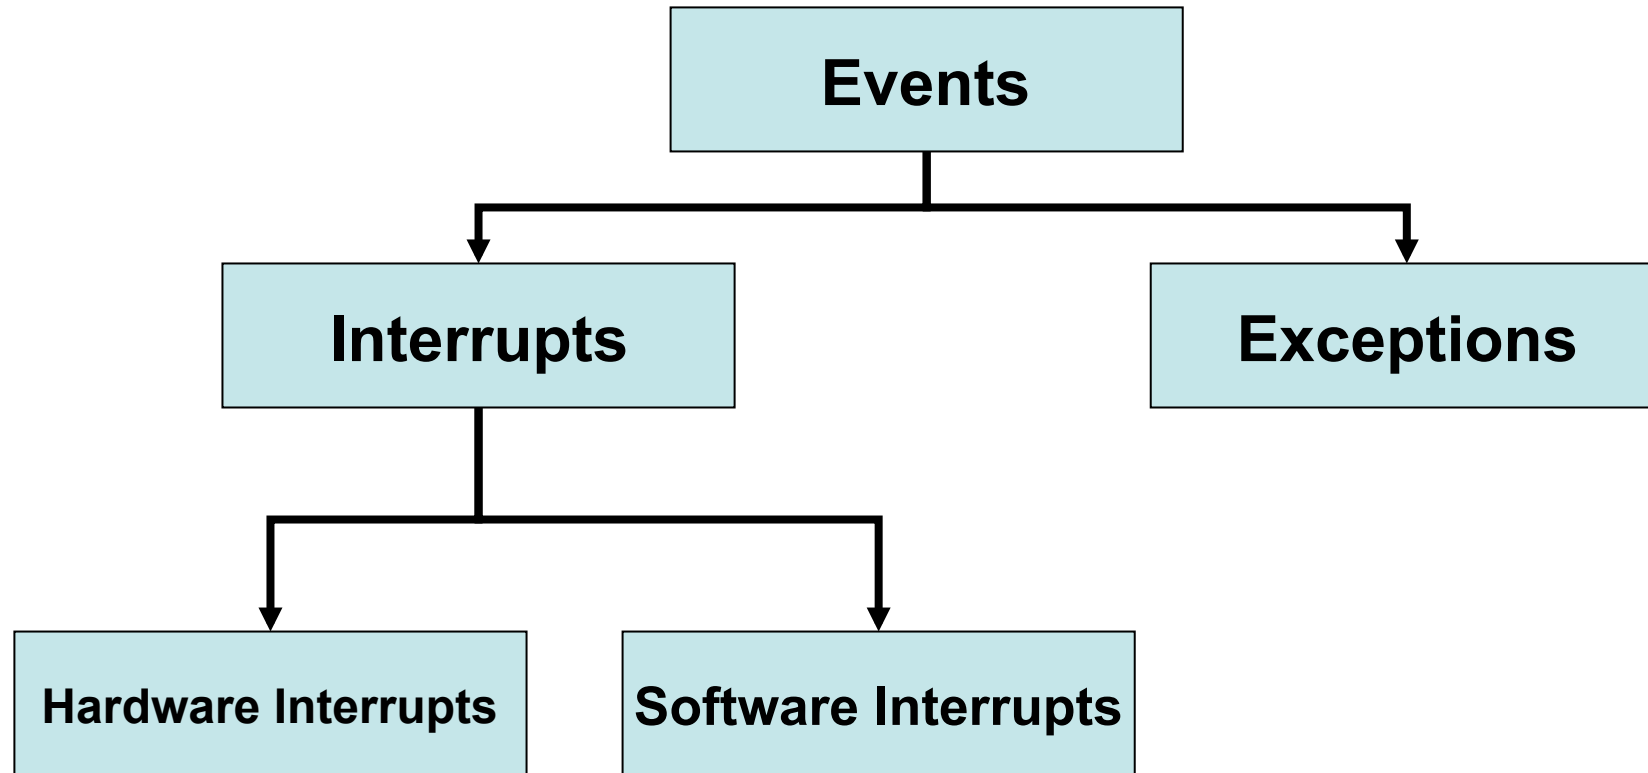 Events
Interrupts
Exceptions
Hardware Interrupts
Software Interrupts